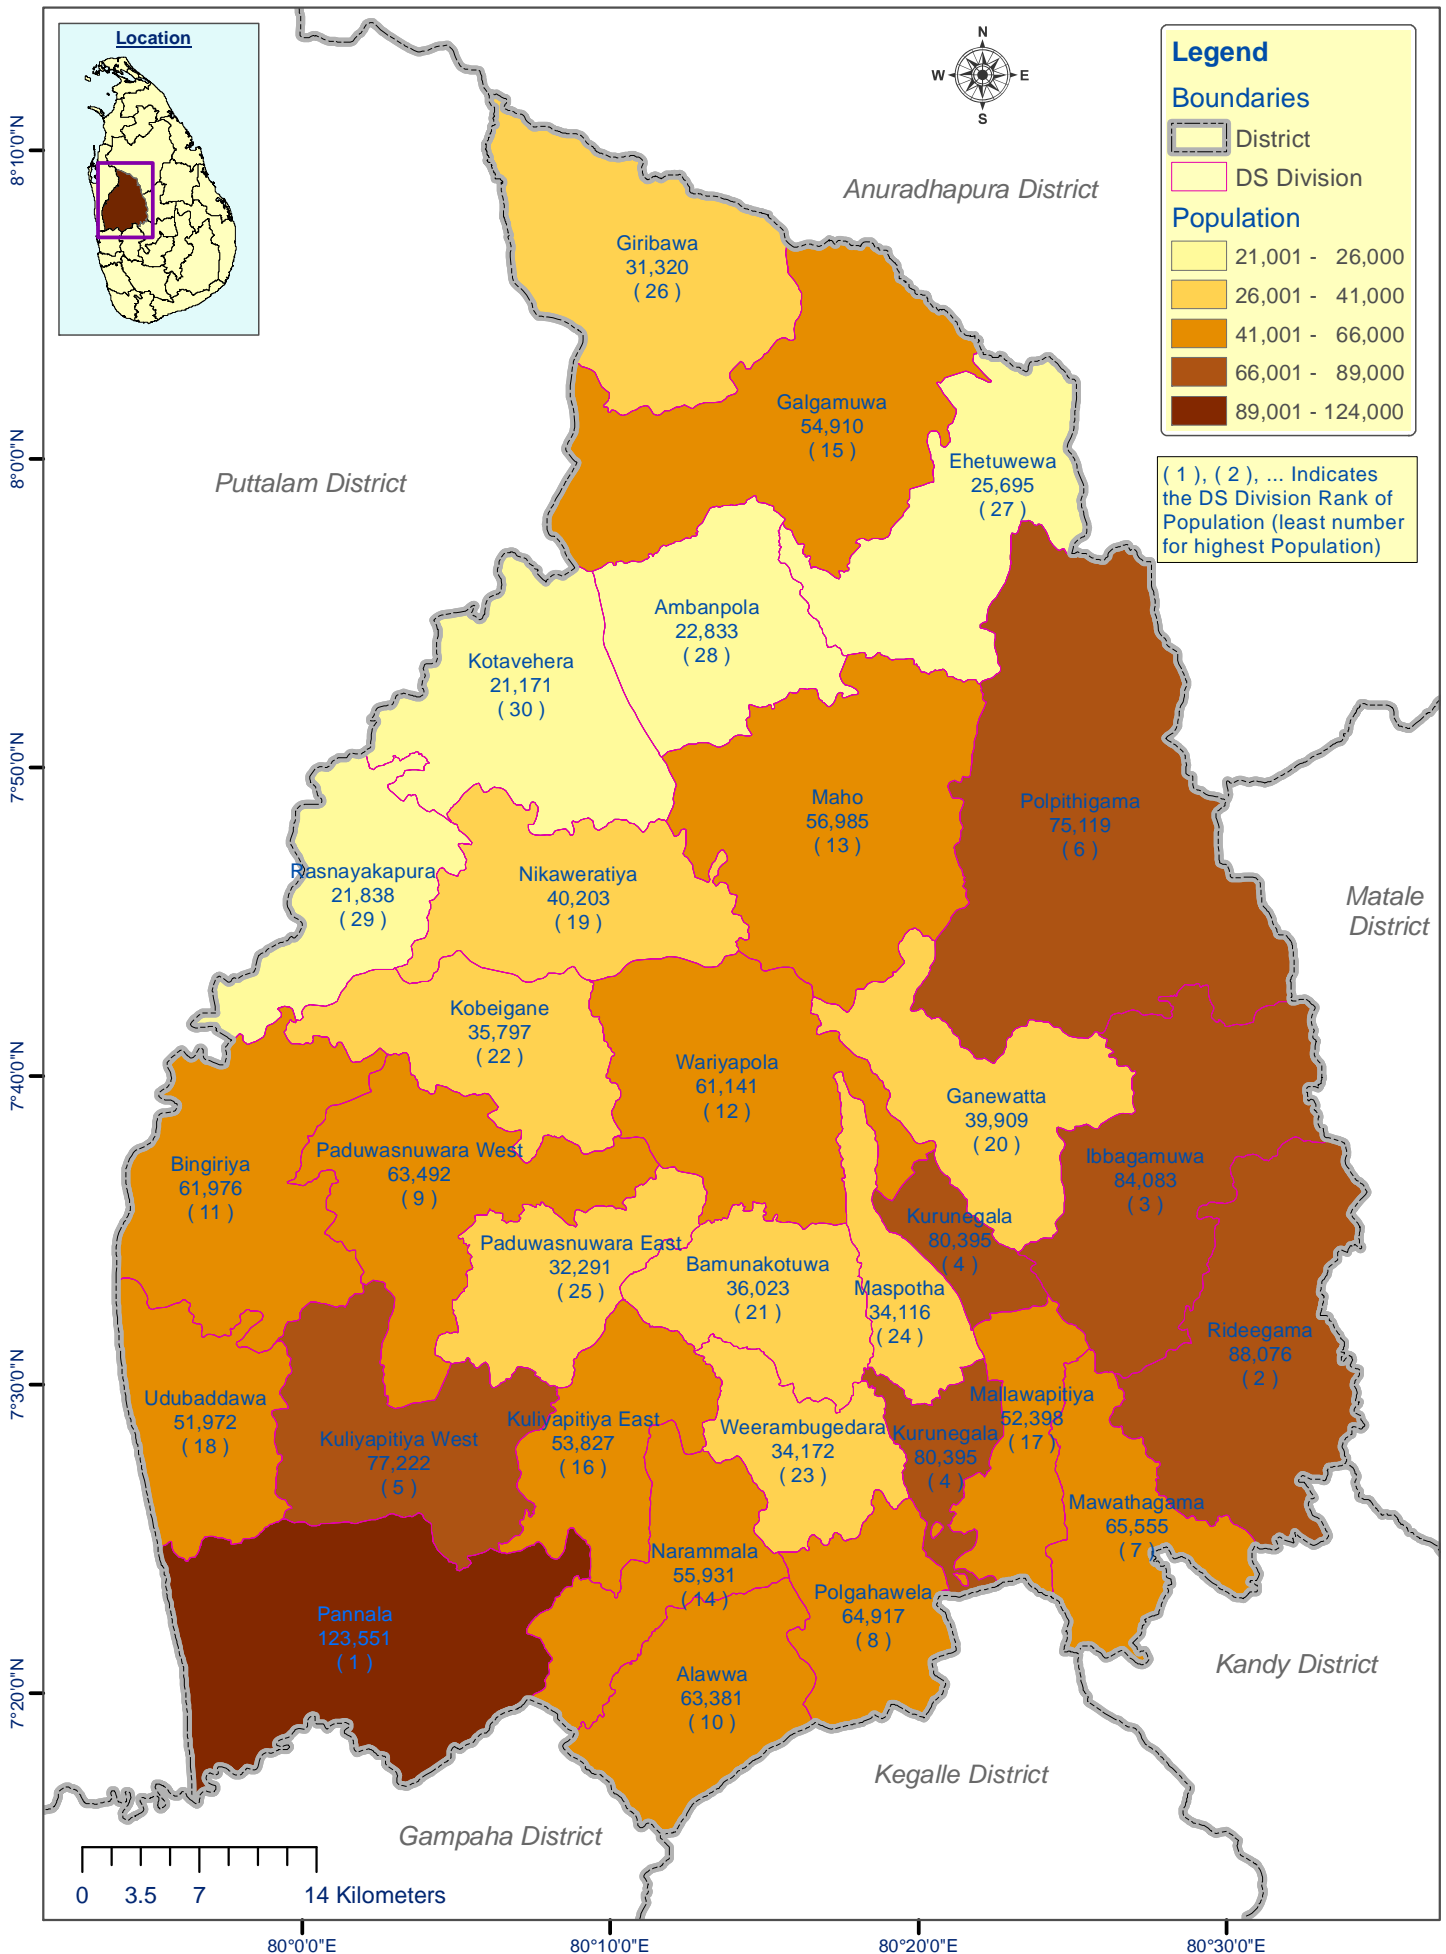 Location
N
W
E
S
Legend
Boundaries
District
DS Division
Population
21,001 - 26,000
26,001 - 41,000
41,001 - 66,000
66,001 - 89,000
89,001 - 124,000
( 1 ), ( 2 ), ... Indicates
the DS Division Rank of
Population (least number
for highest Population)
8°10'0"N
8°0'0"N
7°50'0"N
7°40'0"N
7°30'0"N
7°20'0"N
Anuradhapura District
Giribawa
31,320
( 26 )
Galgamuwa
54,910
( 15 )
Puttalam District
Ehetuwewa
25,695
( 27 )
Ambanpola
22,833
( 28 )
Kotavehera
21,171
( 30 )
Maho
56,985
( 13 )
Polpithigama
75,119
( 6 )
Rasnayakapura
21,838
( 29 )
Nikaweratiya
40,203
( 19 )
Matale
District
Kobeigane
35,797
( 22 )
Wariyapola
61,141
( 12 )
Ganewatta
39,909
( 20 )
Bingiriya
61,976
( 11 )
Paduwasnuwara West
63,492
( 9 )
Ibbagamuwa
84,083
( 3 )
Kurunegala
80,395
( 4 )
Paduwasnuwara East
32,291
( 25 )
Bamunakotuwa
36,023
( 21 )
Maspotha
34,116
( 24 )
Rideegama
88,076
( 2 )
Udubaddawa
51,972
( 18 )
Kuliyapitiya West
77,222
( 5 )
Kuliyapitiya East
53,827
( 16 )
Weerambugedara
34,172
( 23 )
Kurunegala
80,395
( 4 )
Mallawapitiya
52,398
( 17 )
Mawathagama
65,555
( 7 )
Narammala
55,931
( 14 )
Polgahawela
64,917
( 8 )
Pannala
123,551
( 1 )
Alawwa
63,381
( 10 )
Kandy District
Kegalle District
Gampaha District
0 3.5 7 14 Kilometers
80°0'0"E
80°10'0"E
80°20'0"E
80°30'0"E